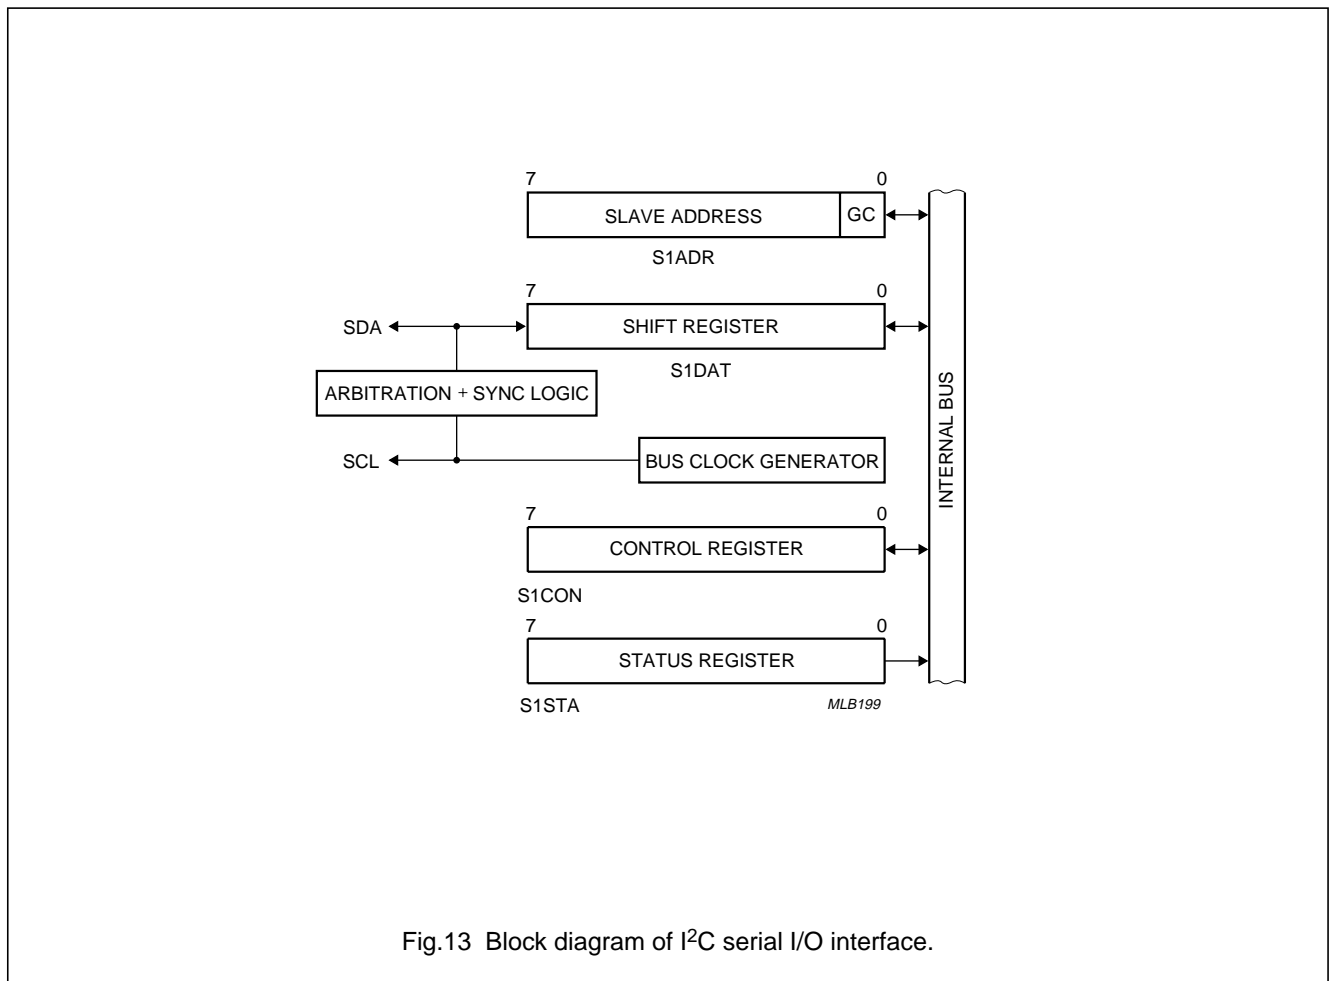 7 0
SLAVE ADDRESS GC
S1ADR
7 0
SDA SHIFT REGISTER
S1DAT
ARBITRATION + SYNC LOGIC
INTERNAL BUS
SCL BUS CLOCK GENERATOR
7 0
CONTROL REGISTER
S1CON
7 0
STATUS REGISTER
S1STA MLB199
Fig.13 Block diagram of I²C serial I/O interface.